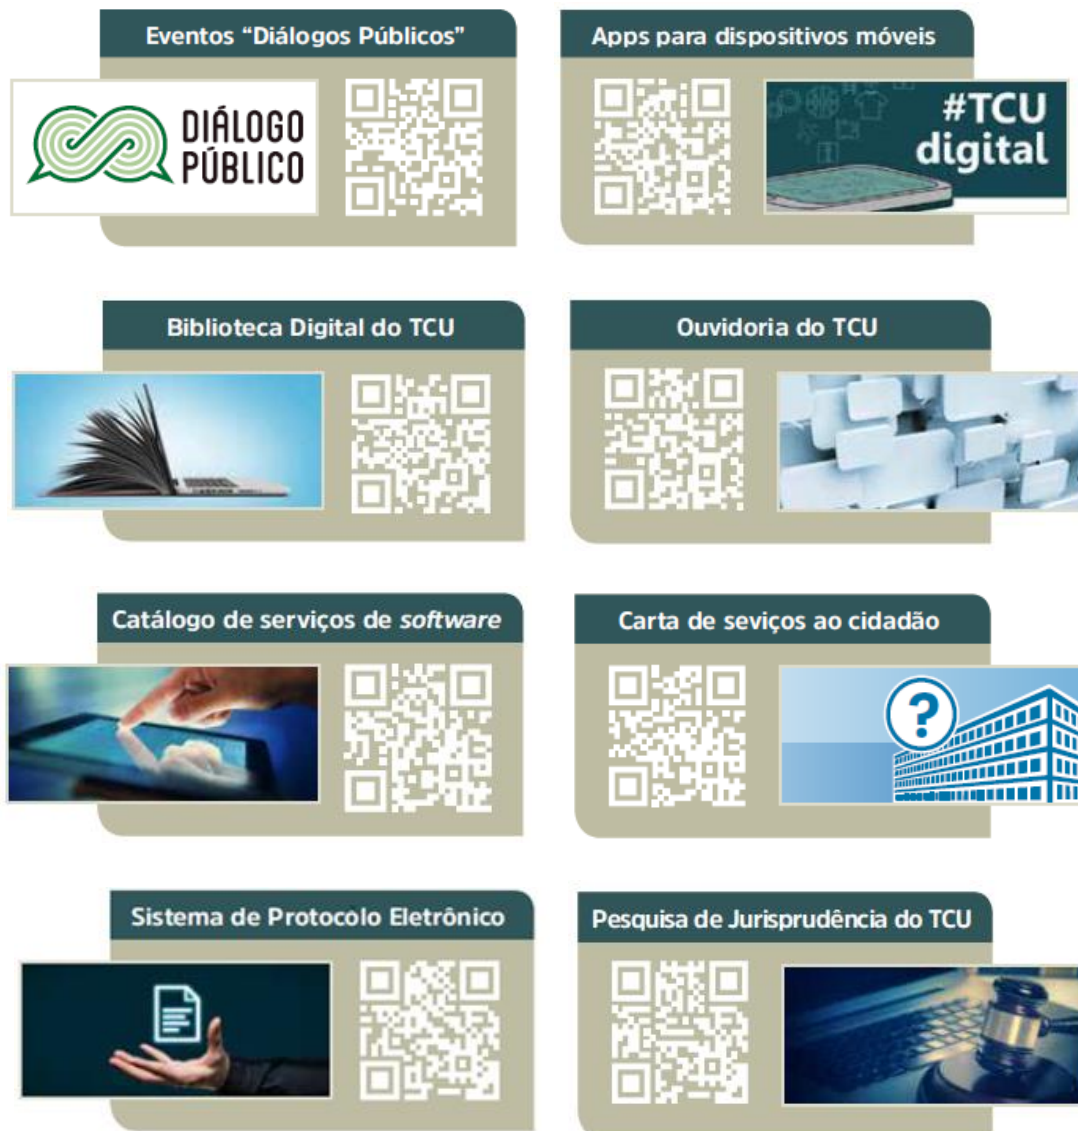 Eventos “Diálogos Públicos”
DIÁLOGO
PÚBLICO
Apps para dispositivos móveis
#TCU
digital
Biblioteca Digital do TCU
Ouvidoria do TCU
Catálogo de serviços de software
Carta de seviços ao cidadão
?
Sistema de Protocolo Eletrônico
Pesquisa de Jurisprudência do TCU